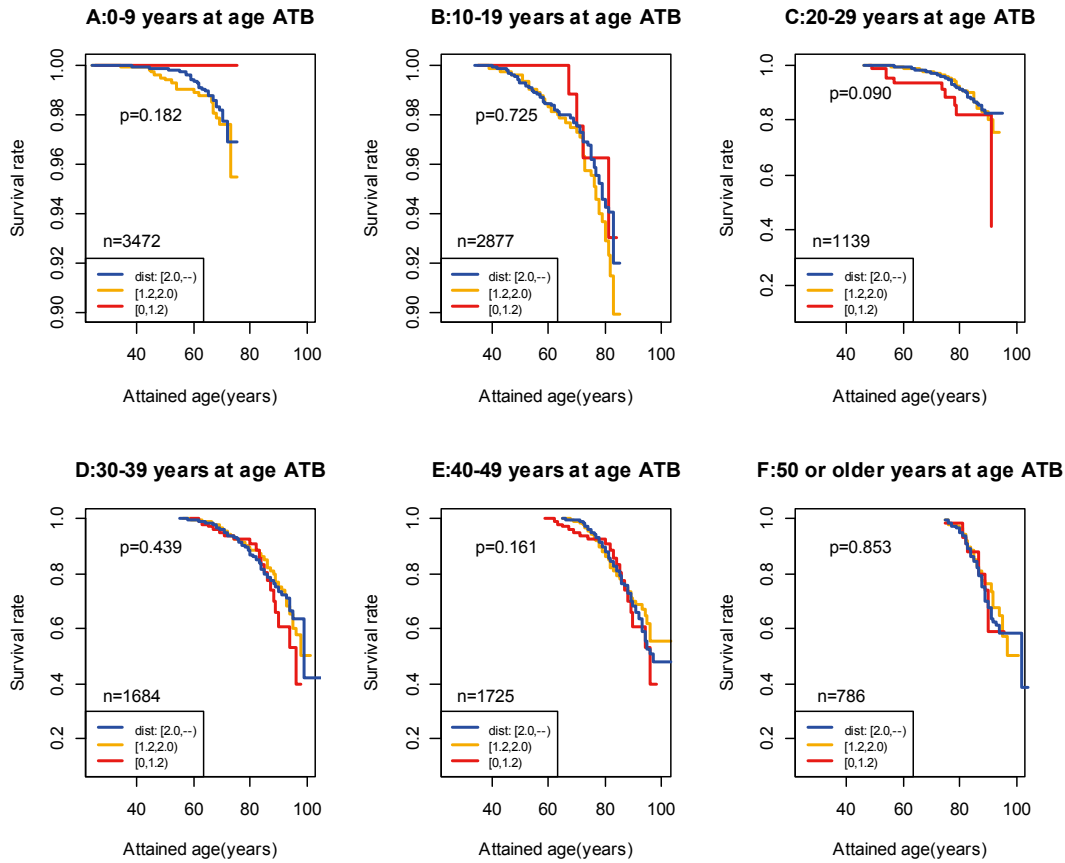 A:0-9 years at age ATB
Survival rate
1.00
0.98
0.96
0.94
0.92
0.90
p=0.182
n=3472
dist: [2.0,--)
[1.2,2.0)
[0,1.2)
40
60
80
100
Attained age(years)
B:10-19 years at age ATB
Survival rate
1.00
0.98
0.96
0.94
0.92
0.90
p=0.725
n=2877
dist: [2.0,--)
[1.2,2.0)
[0,1.2)
40
60
80
100
Attained age(years)
C:20-29 years at age ATB
Survival rate
1.0
0.8
0.6
0.4
0.2
p=0.090
n=1139
dist: [2.0,--)
[1.2,2.0)
[0,1.2)
40
60
80
100
Attained age(years)
D:30-39 years at age ATB
Survival rate
1.0
0.8
0.6
0.4
0.2
p=0.439
n=1684
dist: [2.0,--)
[1.2,2.0)
[0,1.2)
40
60
80
100
Attained age(years)
E:40-49 years at age ATB
Survival rate
1.0
0.8
0.6
0.4
0.2
p=0.161
n=1725
dist: [2.0,--)
[1.2,2.0)
[0,1.2)
40
60
80
100
Attained age(years)
F:50 or older years at age ATB
Survival rate
1.0
0.8
0.6
0.4
0.2
p=0.853
n=786
dist: [2.0,--)
[1.2,2.0)
[0,1.2)
40
60
80
100
Attained age(years)